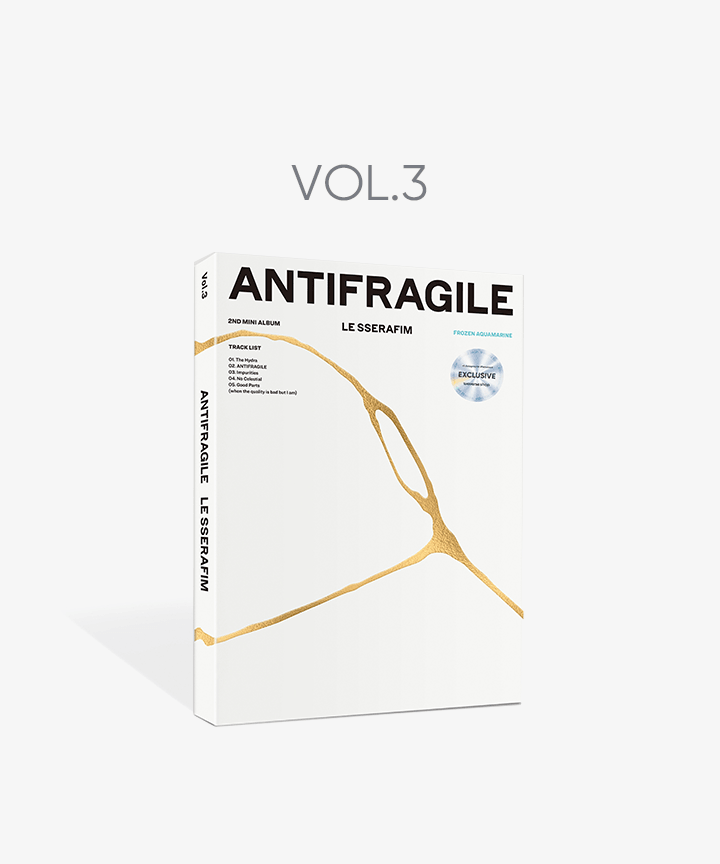 VOL.3
Vol.3
ANTIFRAGILE LE SSERAFIM
ANTIFRAGILE
2ND MINI ALBUM
LE SSERAFIM
FROZEN AQUAMARINE
TRACK LIST
01. The Hydra
02. ANTIFRAGILE
03. Impurities
04. No Celestial
05. Good Parts
(when the quality is bad but I am)
EXCLUSIVE